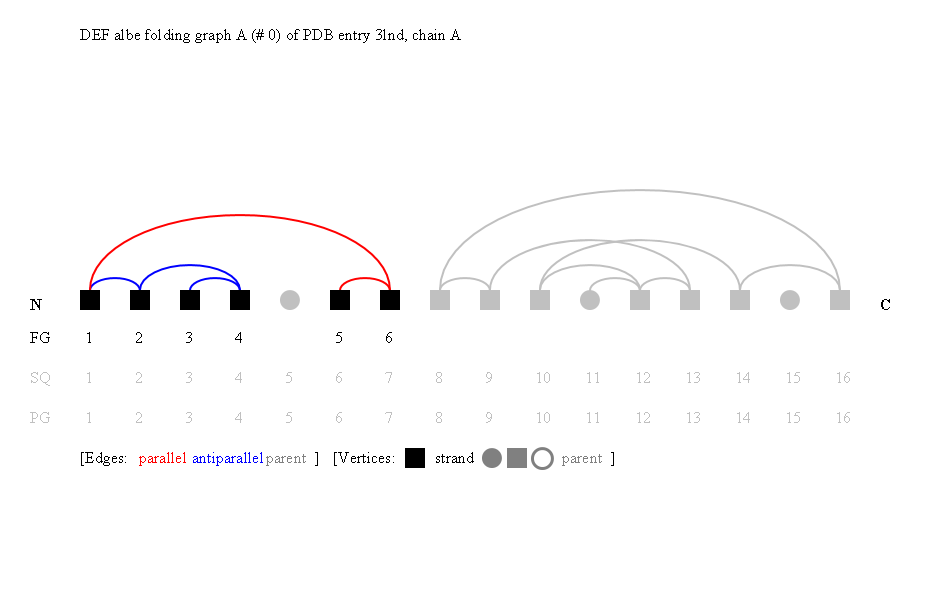 DEF albe folding graph A (# 0) of PDB entry 3lnd, chain A
N C
FG 1 2 3 4 5 6
SQ 1 2 3 4 5 6 7 8 9 10 11 12 13 14 15 16
PG 1 2 3 4 5 6 7 8 9 10 11 12 13 14 15 16
[Edges: parallel antiparallel parent ] [Vertices: strand parent ]